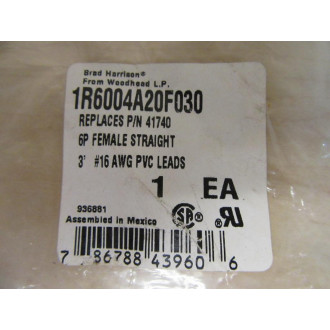 Brad Harrison®
From Woodhead L.P.
1R6004A20F030
REPLACES P/N 41740
6P FEMALE STRAIGHT
3' #16 AWG PVC LEADS
1 EA
936881
Assembled in Mexico
7 86788 43960 6